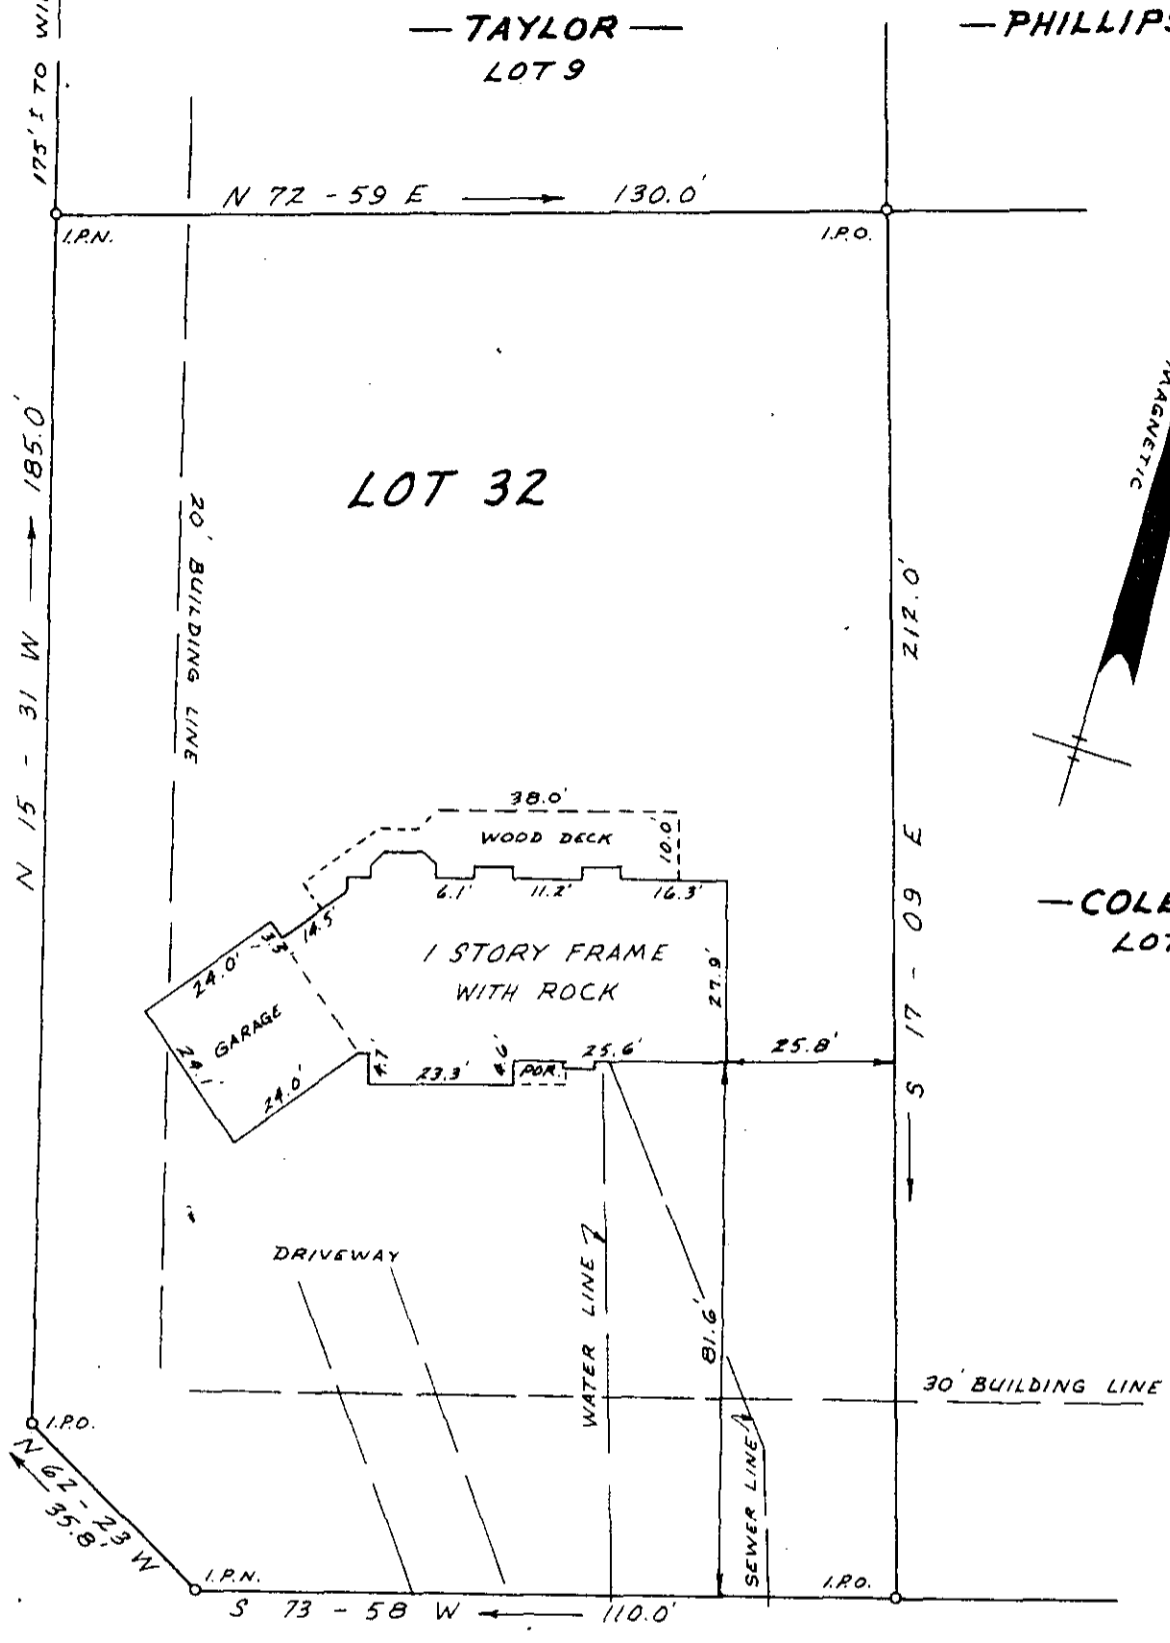 175' ± TO WI
— TAYLOR —
LOT 9
— PHILLIPS
N 72 - 59 E 130.0'
I.P.N.
I.P.O.
MAGNETIC
N 15 - 31 W 185.0'
20' BUILDING LINE
LOT 32
212.0'
S 17 - 09 E
— COLE
LOT
38.0'
WOOD DECK
10.0'
6.1'
11.2'
16.3'
14.5'
3.3'
24.0'
1 STORY FRAME
WITH ROCK
27.9'
GARAGE
24.1'
24.0'
4.7'
23.3'
4.6'
POR.
25.6'
25.8'
DRIVEWAY
WATER LINE
81.6'
30' BUILDING LINE
SEWER LINE
I.P.O.
N 62 - 23 W
35.8'
I.P.N.
I.P.O.
S 73 - 58 W 110.0'